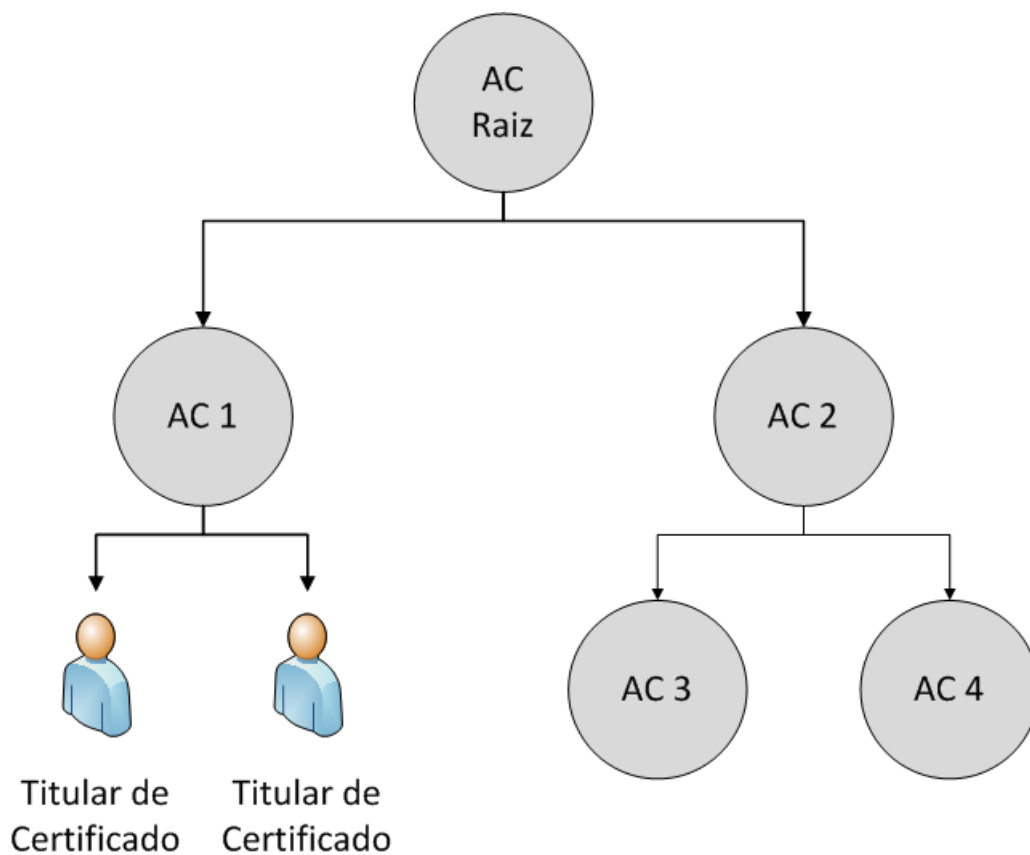 AC
Raiz
AC 1
AC 2
AC 3
AC 4
Titular de
Certificado
Titular de
Certificado